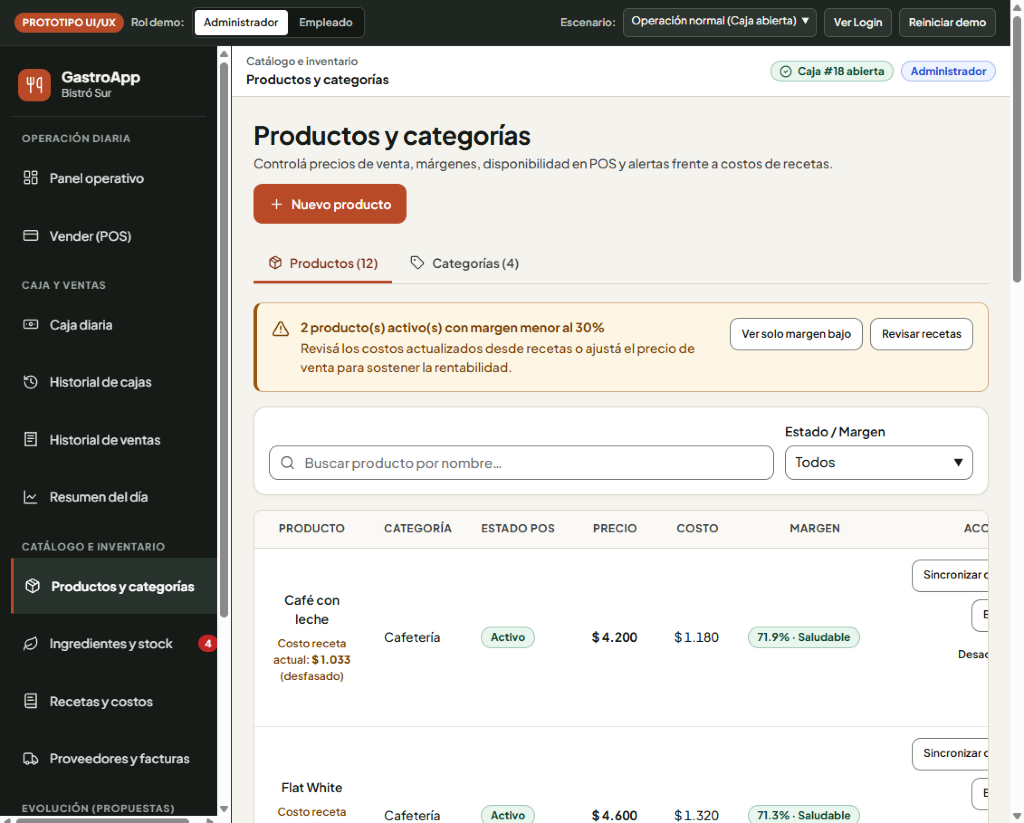 PROTOTIPO UI/UX Rol demo: Administrador Empleado Escenario: Operación normal (Caja abierta) ▼ Ver Login Reiniciar demo
GastroApp
Bistró Sur
OPERACIÓN DIARIA
Panel operativo
Vender (POS)
CAJA Y VENTAS
Caja diaria
Historial de cajas
Historial de ventas
Resumen del día
CATÁLOGO E INVENTARIO
Productos y categorías
Ingredientes y stock 4
Recetas y costos
Proveedores y facturas
EVOLUCIÓN (PROPUESTAS)
Catálogo e inventario
Productos y categorías
Caja #18 abierta Administrador
Productos y categorías
Controlá precios de venta, márgenes, disponibilidad en POS y alertas frente a costos de recetas.
+ Nuevo producto
Productos (12) Categorías (4)
2 producto(s) activo(s) con margen menor al 30%
Revisá los costos actualizados desde recetas o ajustá el precio de
venta para sostener la rentabilidad.
Ver solo margen bajo Revisar recetas
Estado / Margen
Buscar producto por nombre... Todos ▼
PRODUCTO CATEGORÍA ESTADO POS PRECIO COSTO MARGEN ACC
Sincronizar c
E
Desac
Café con
leche
Costo receta
actual: $ 1.033
(desfasado)
Cafetería Activo $ 4.200 $ 1.180 71.9% · Saludable
Sincronizar c
E
Flat White
Costo receta
Cafetería Activo $ 4.600 $ 1.320 71.3% · Saludable